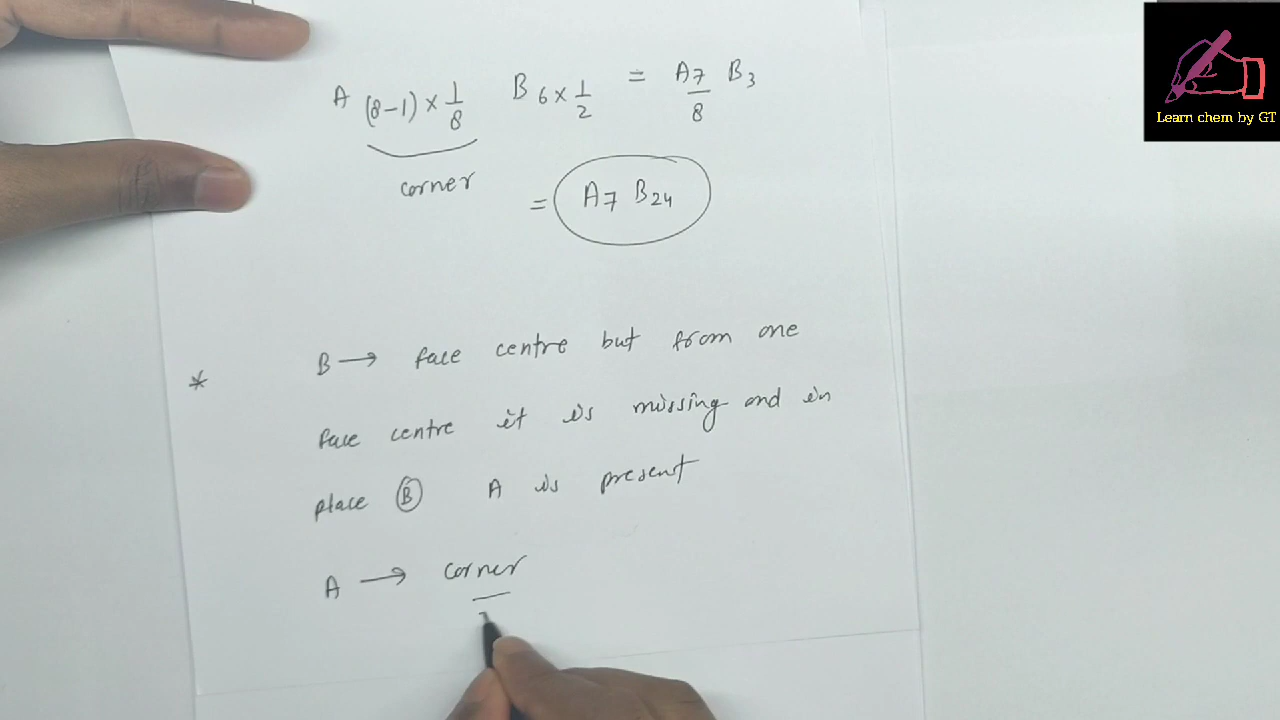 A (8-1) × 1/8 B 6 × 1/2 = A 7/8 B 3
corner
= A7 B24
* B → face centre but from one
face centre it is missing and in
place B A is present
A → corner
Learn chem by GT